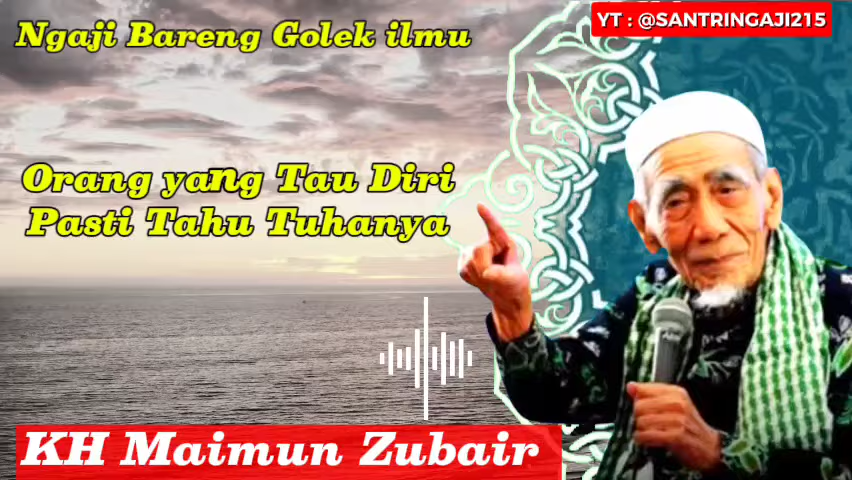 YT : @SANTRINGAJI215
Ngaji Bareng Golek ilmu
Orang yang Tau Diri
Pasti Tahu Tuhanya
KH Maimun Zubair